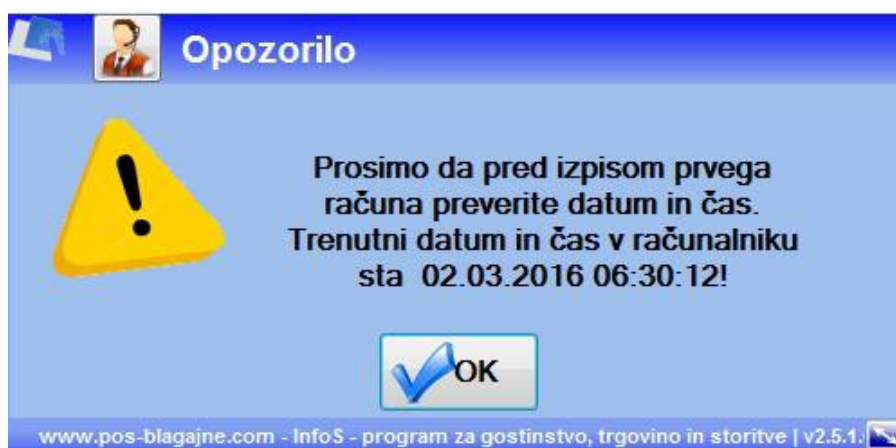 Opozorilo
Prosimo da pred izpisom prvega
računa preverite datum in čas.
Trenutni datum in čas v računalniku
sta 02.03.2016 06:30:12!
OK
www.pos-blagajne.com - InfoS - program za gostinstvo, trgovino in storitve | v2.5.1.